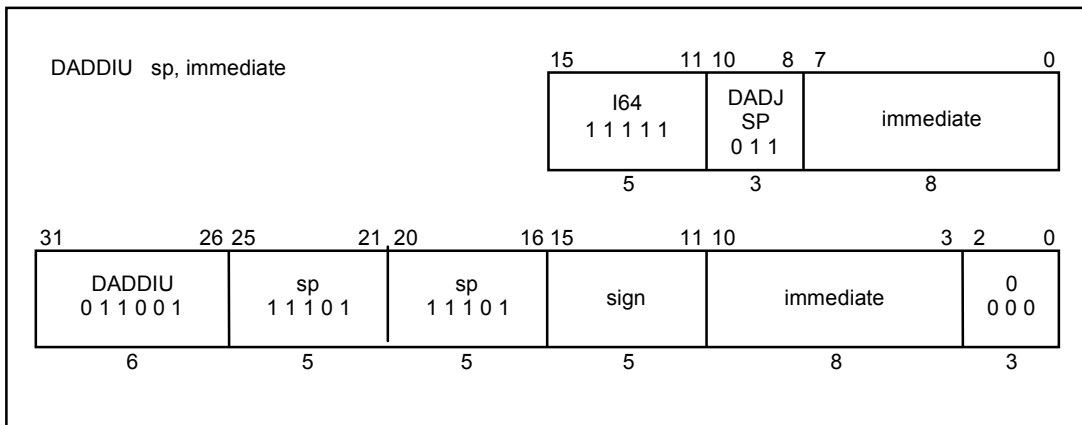 DADDIU sp, immediate
15 11 10 8 7 0
I64
1 1 1 1 1
DADJ
SP
0 1 1
immediate
5 3 8
31 26 25 21 20 16 15 11 10 3 2 0
DADDIU
0 1 1 0 0 1
sp
1 1 1 0 1
sp
1 1 1 0 1
sign
immediate
0
0 0 0
6 5 5 5 8 3